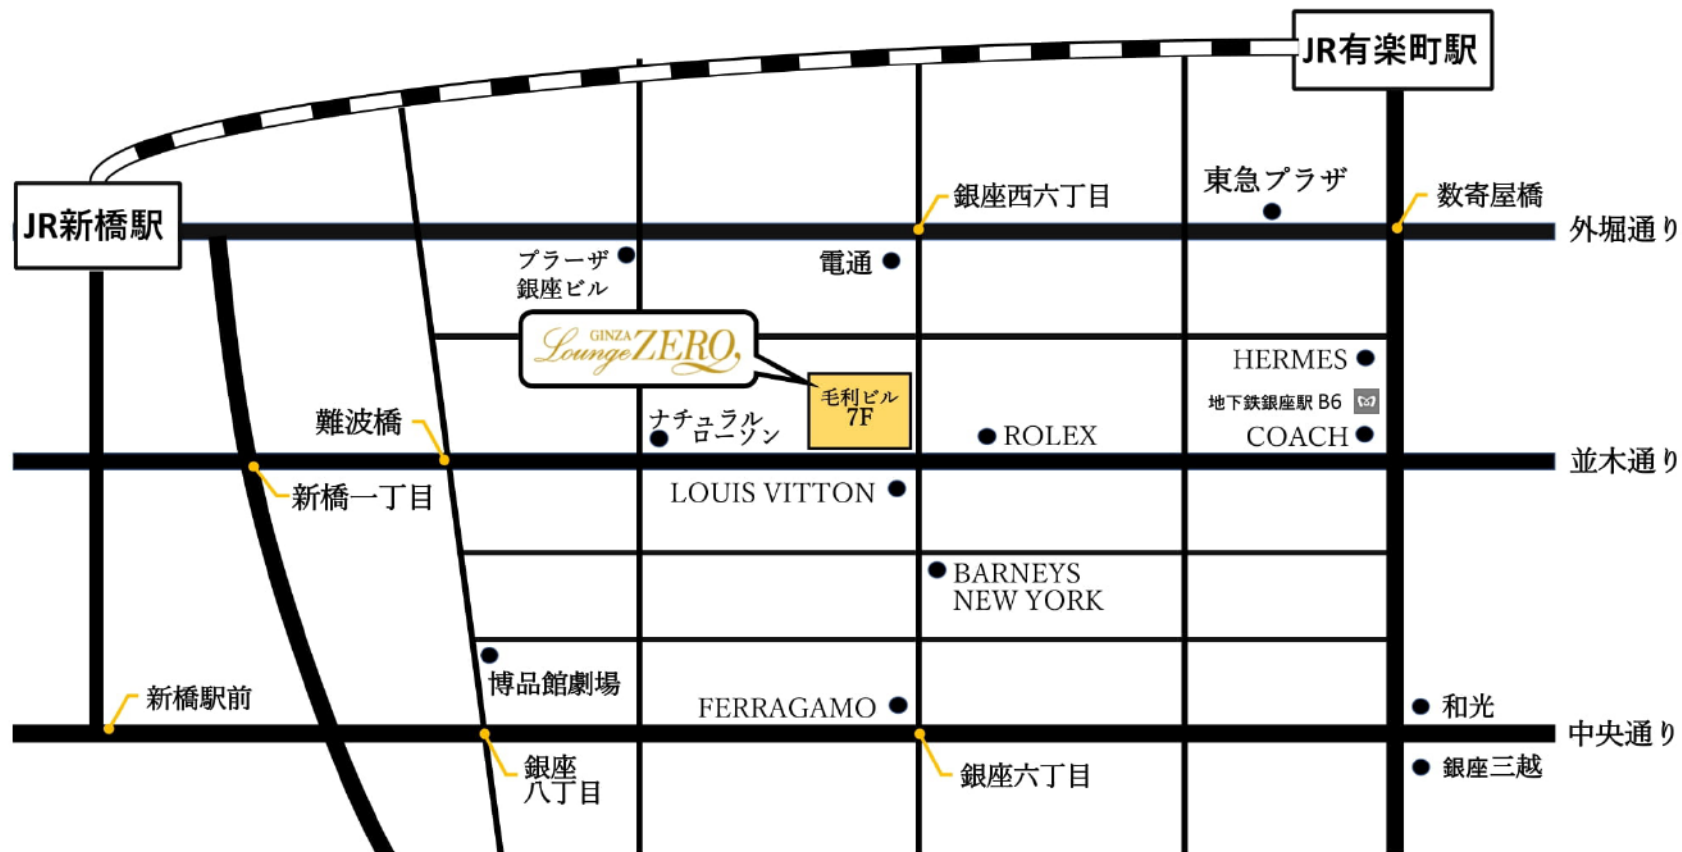 JR有楽町駅
東急プラザ
銀座西六丁目
数寄屋橋
JR新橋駅
外堀通り
プラーザ
銀座ビル
電通
GINZA
Lounge ZERO
HERMES
毛利ビル
7F
地下鉄銀座駅 B6
難波橋
ナチュラル
ローソン
ROLEX
COACH
並木通り
新橋一丁目
LOUIS VITTON
BARNEYS
NEW YORK
博品館劇場
新橋駅前
FERRAGAMO
和光
中央通り
銀座
八丁目
銀座六丁目
銀座三越